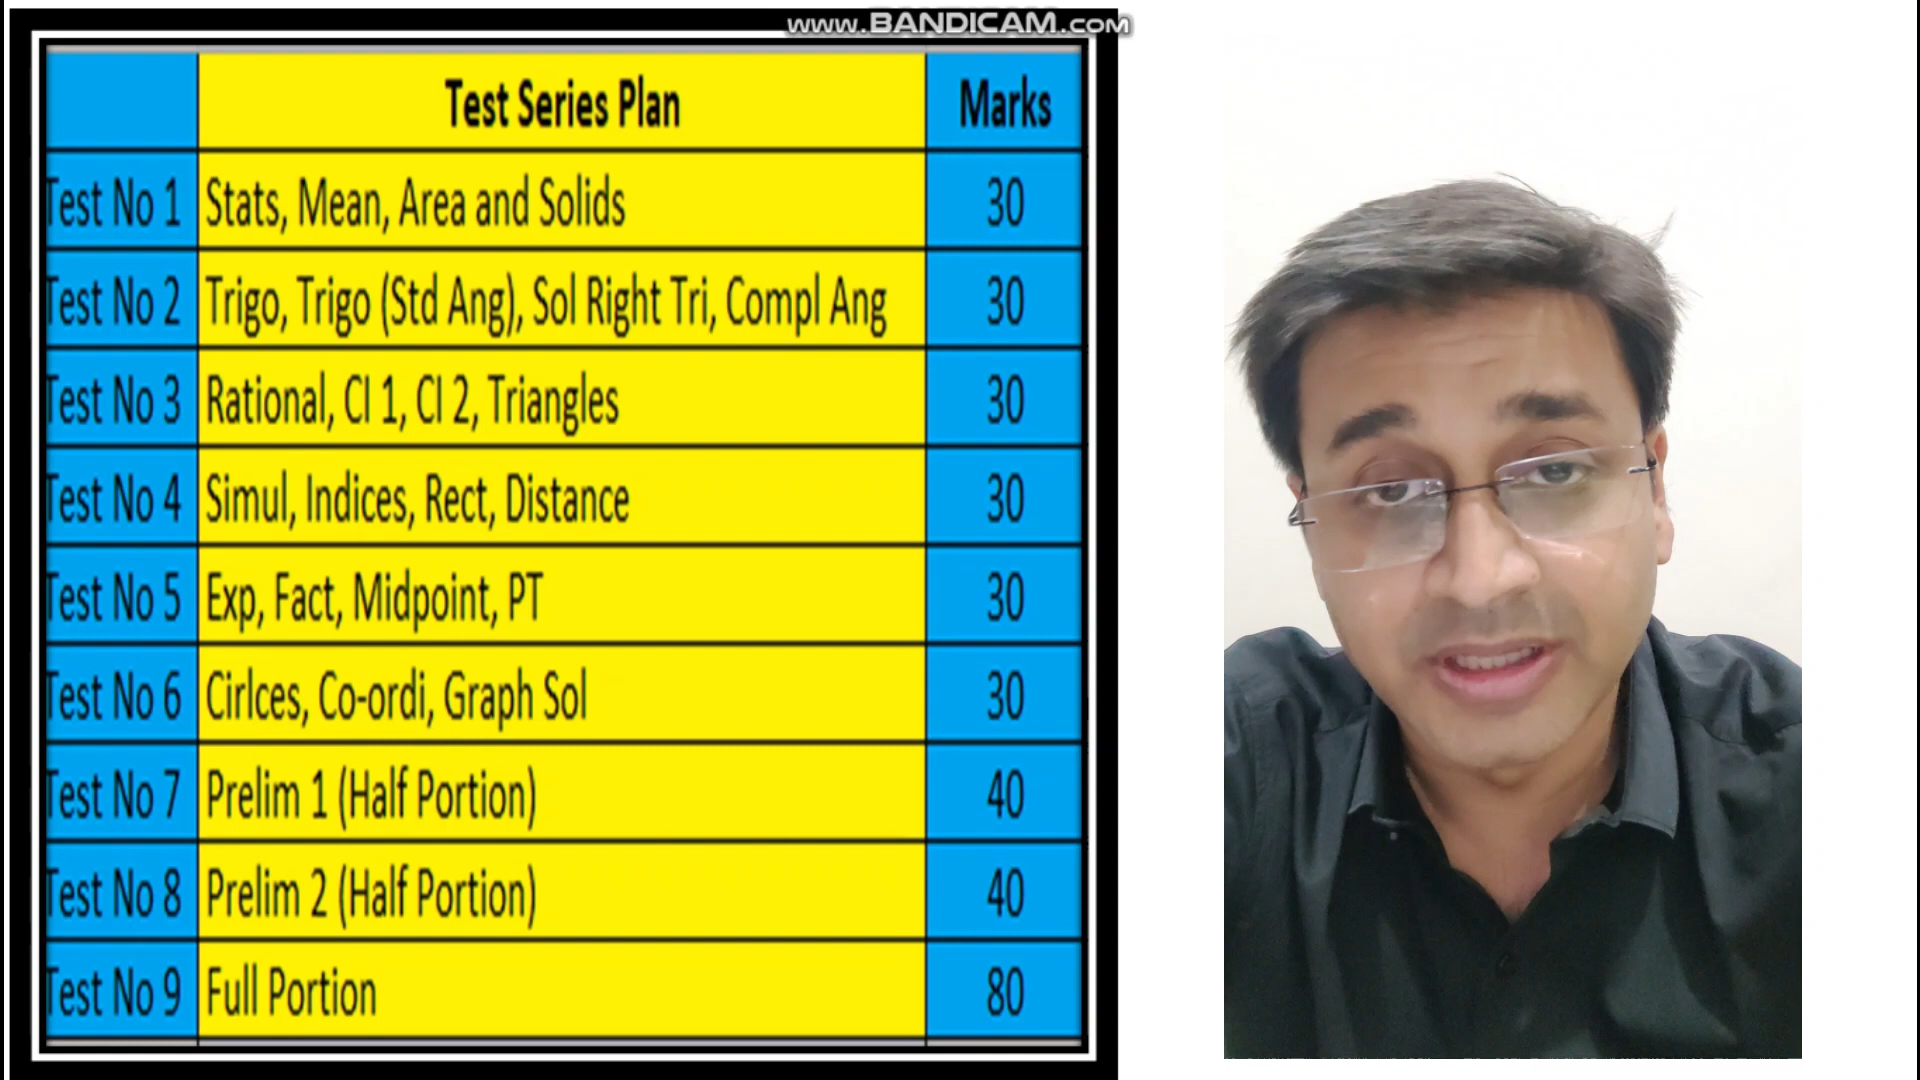 www.BANDICAM.com
Test Series Plan Marks
Test No 1 Stats, Mean, Area and Solids 30
Test No 2 Trigo, Trigo (Std Ang), Sol Right Tri, Compl Ang 30
Test No 3 Rational, CI 1, CI 2, Triangles 30
Test No 4 Simul, Indices, Rect, Distance 30
Test No 5 Exp, Fact, Midpoint, PT 30
Test No 6 Cirlces, Co-ordi, Graph Sol 30
Test No 7 Prelim 1 (Half Portion) 40
Test No 8 Prelim 2 (Half Portion) 40
Test No 9 Full Portion 80